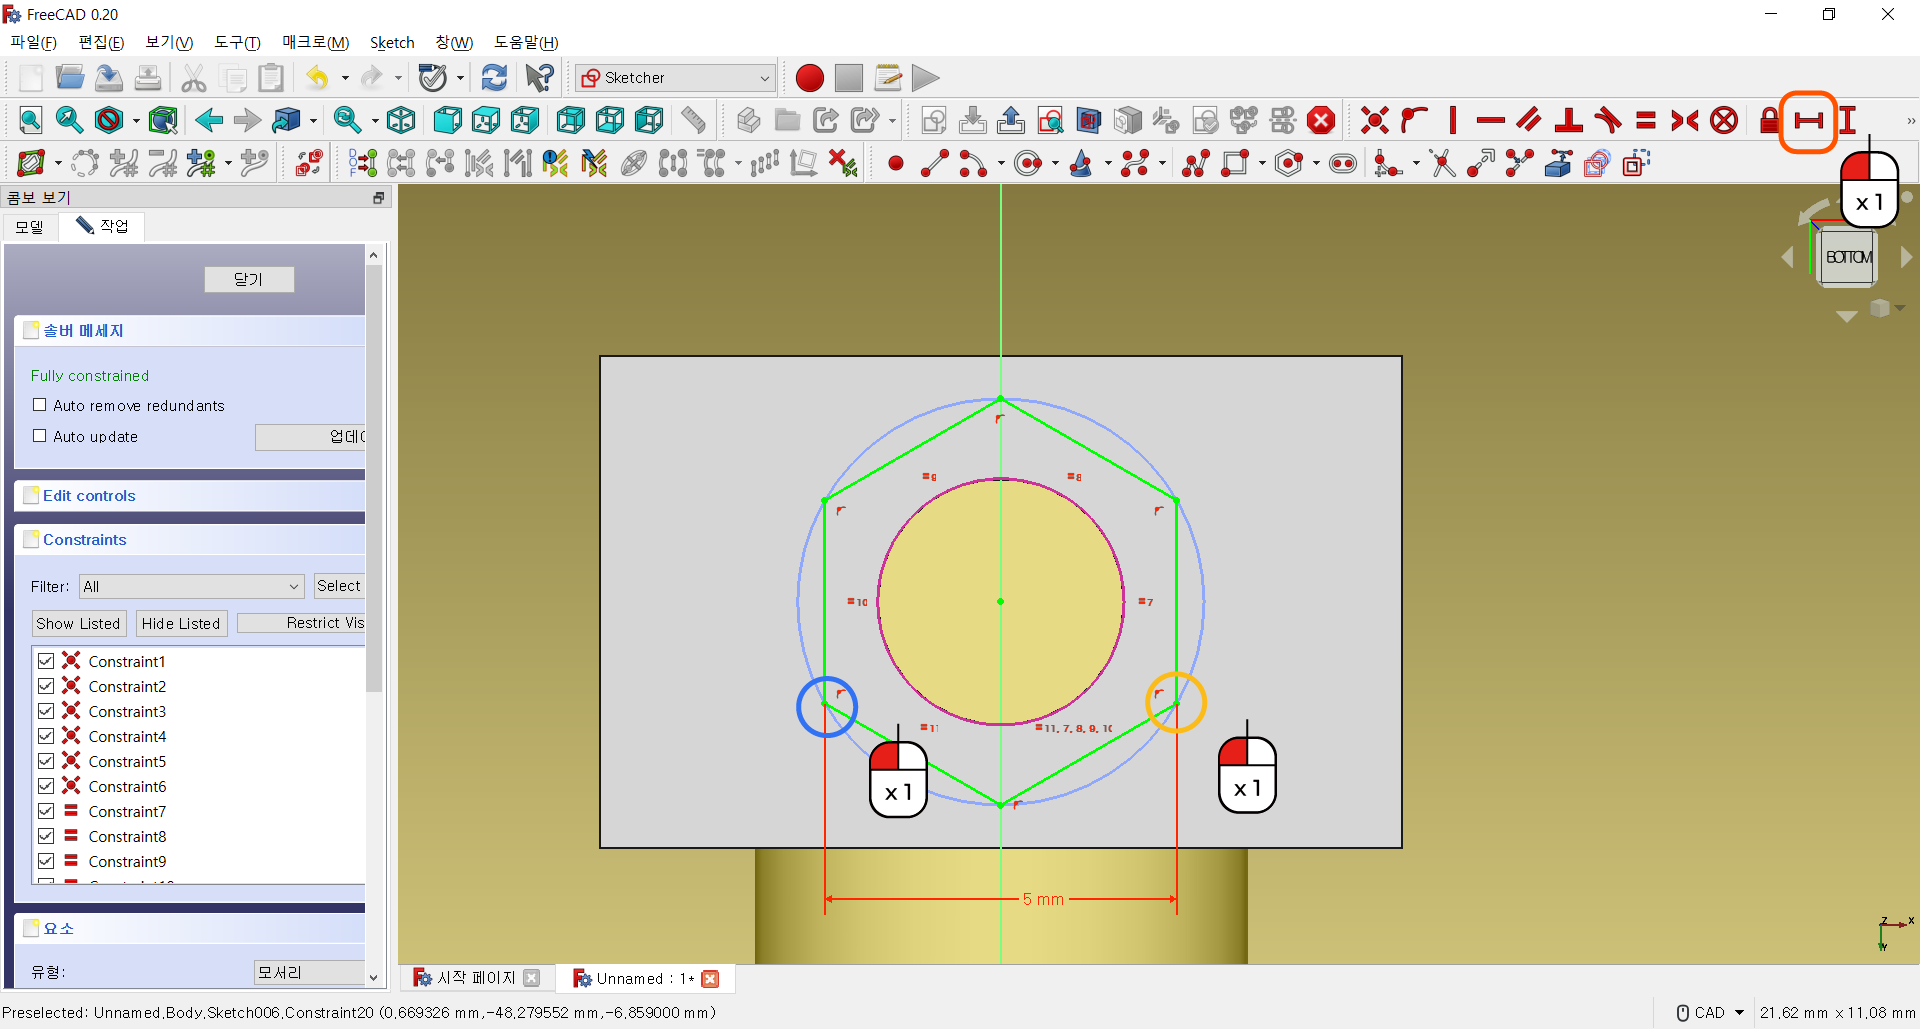 FreeCAD 0.20
파일(F) 편집(E) 보기(V) 도구(T) 매크로(M) Sketch 창(W) 도움말(H)
Sketcher
콤보 보기
모델 작업
닫기
솔버 메세지
Fully constrained
Auto remove redundants
Auto update
Edit controls
Constraints
Filter: All Select
Show Listed Hide Listed Restrict Vis
Constraint1
Constraint2
Constraint3
Constraint4
Constraint5
Constraint6
Constraint7
Constraint8
Constraint9
요소
유형: 모서리
x 1
BOTTOM
9
8
10
7
11
11, 7, 8, 9, 10
x 1
x 1
5 mm
Z X
Y
시작 페이지 Unnamed : 1*
Preselected: Unnamed.Body.Sketch006.Constraint20 (0.669326 mm,-48.279552 mm,-6.859000 mm)
CAD 21.62 mm x 11.08 mm